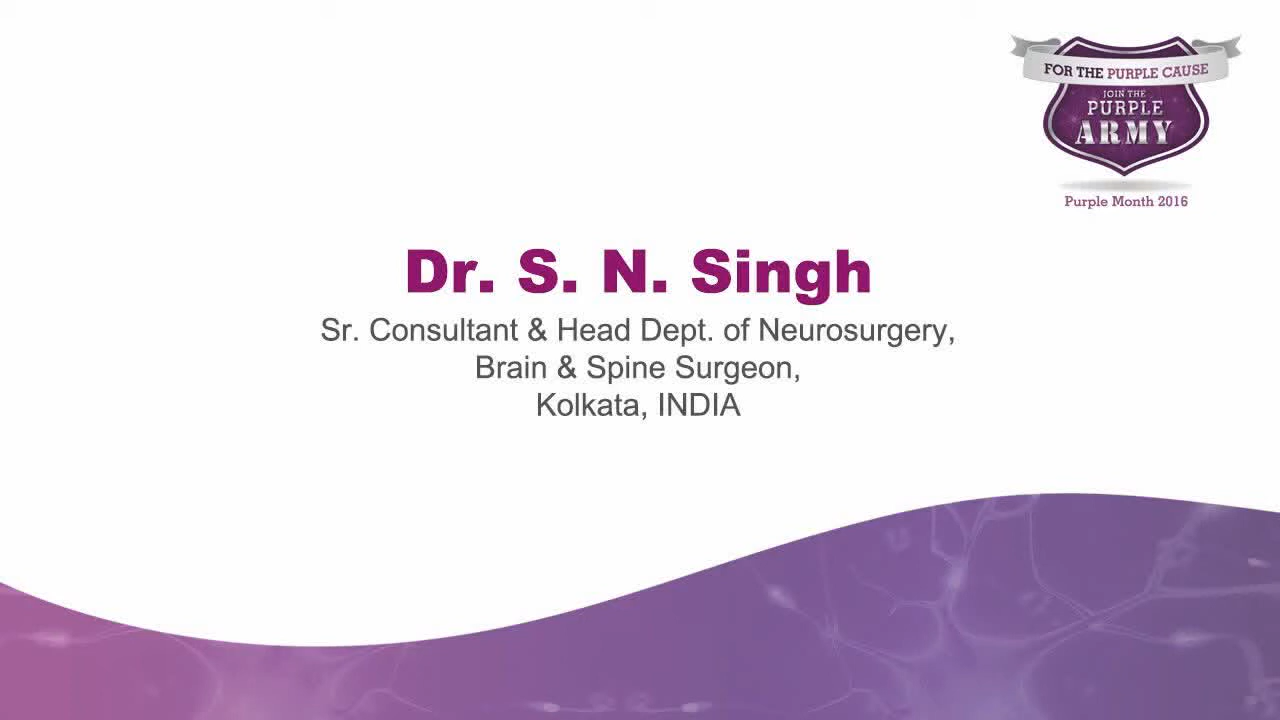 FOR THE PURPLE CAUSE
JOIN THE
PURPLE
ARMY
Purple Month 2016
Dr. S. N. Singh
Sr. Consultant & Head Dept. of Neurosurgery,
Brain & Spine Surgeon,
Kolkata, INDIA